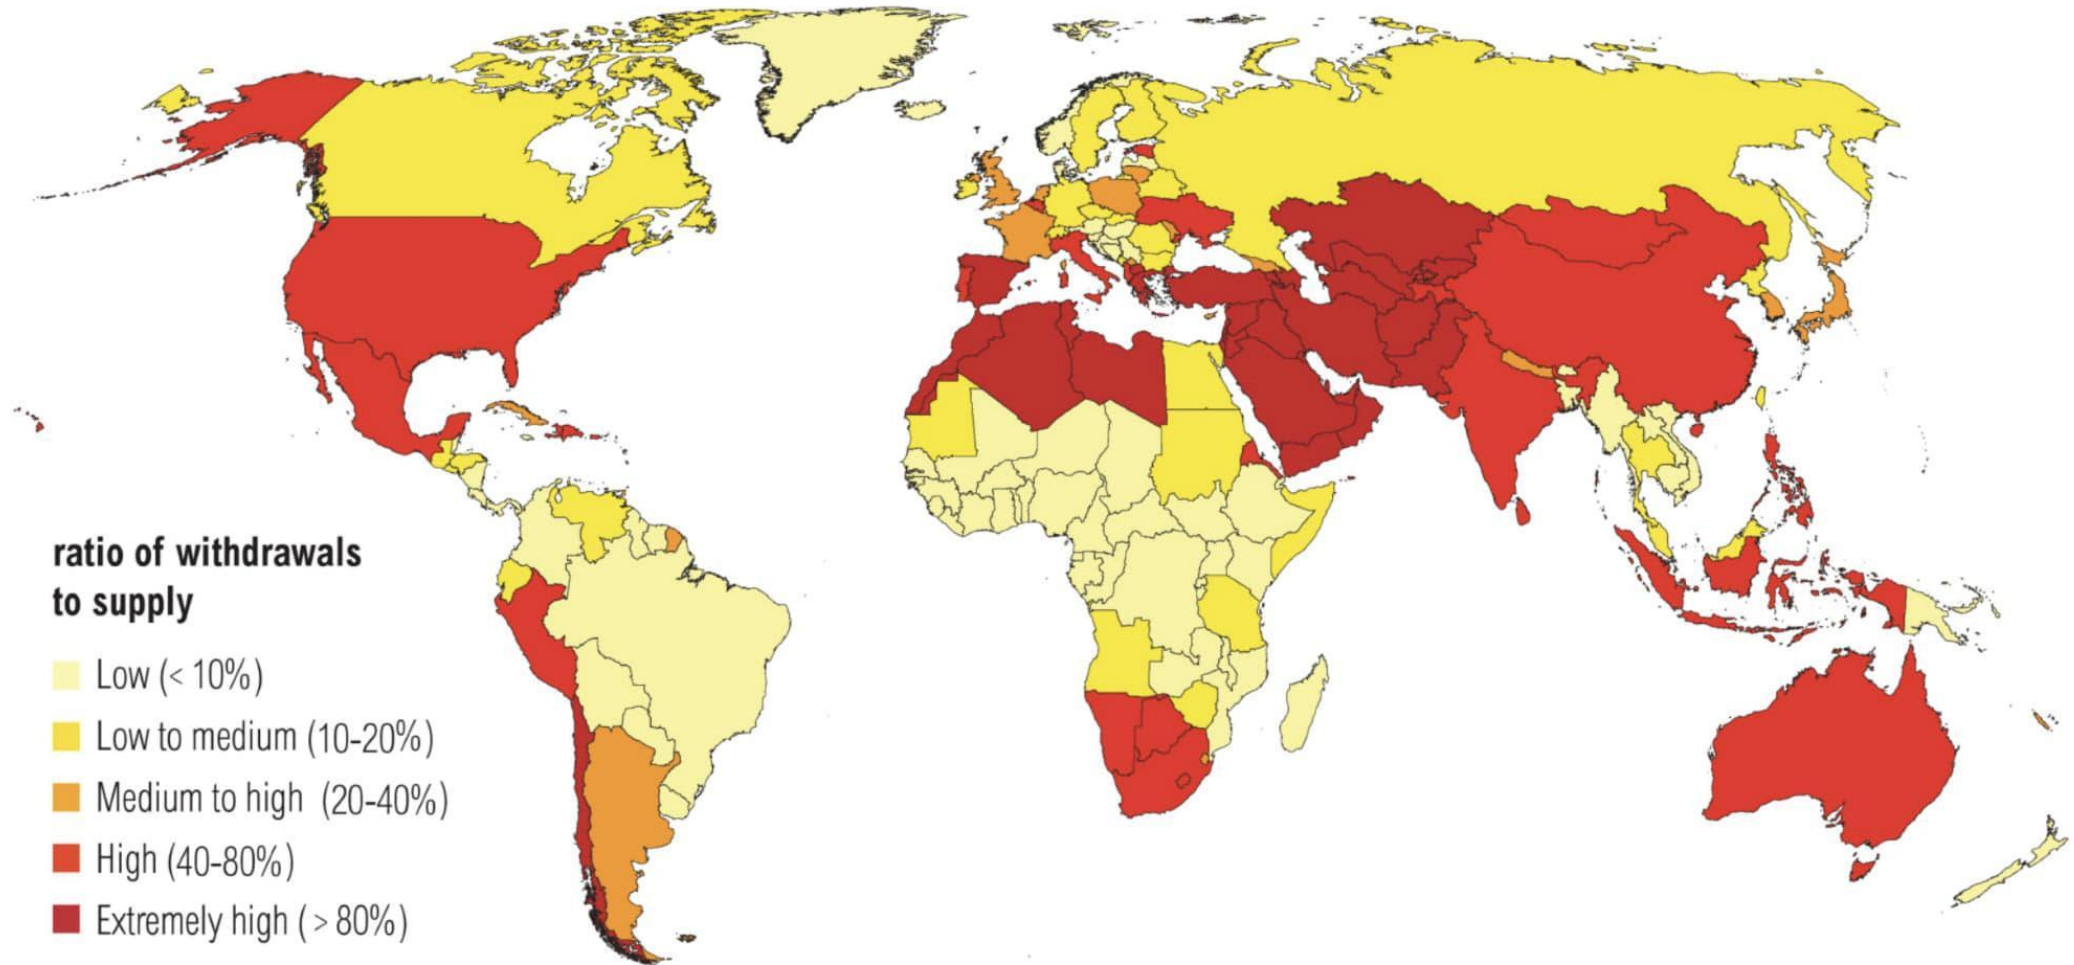 ratio of withdrawals
to supply
Low (< 10%)
Low to medium (10-20%)
Medium to high (20-40%)
High (40-80%)
Extremely high ( > 80%)